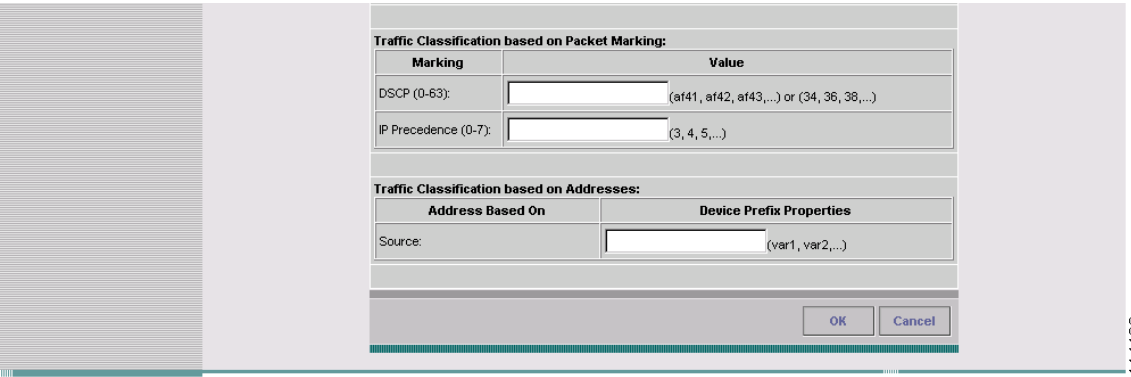 Traffic Classification based on Packet Marking:
Marking Value
DSCP (0-63): (af41, af42, af43,...) or (34, 36, 38,...)
IP Precedence (0-7): (3, 4, 5,...)
Traffic Classification based on Addresses:
Address Based On Device Prefix Properties
Source: (var1, var2,...)
OK Cancel